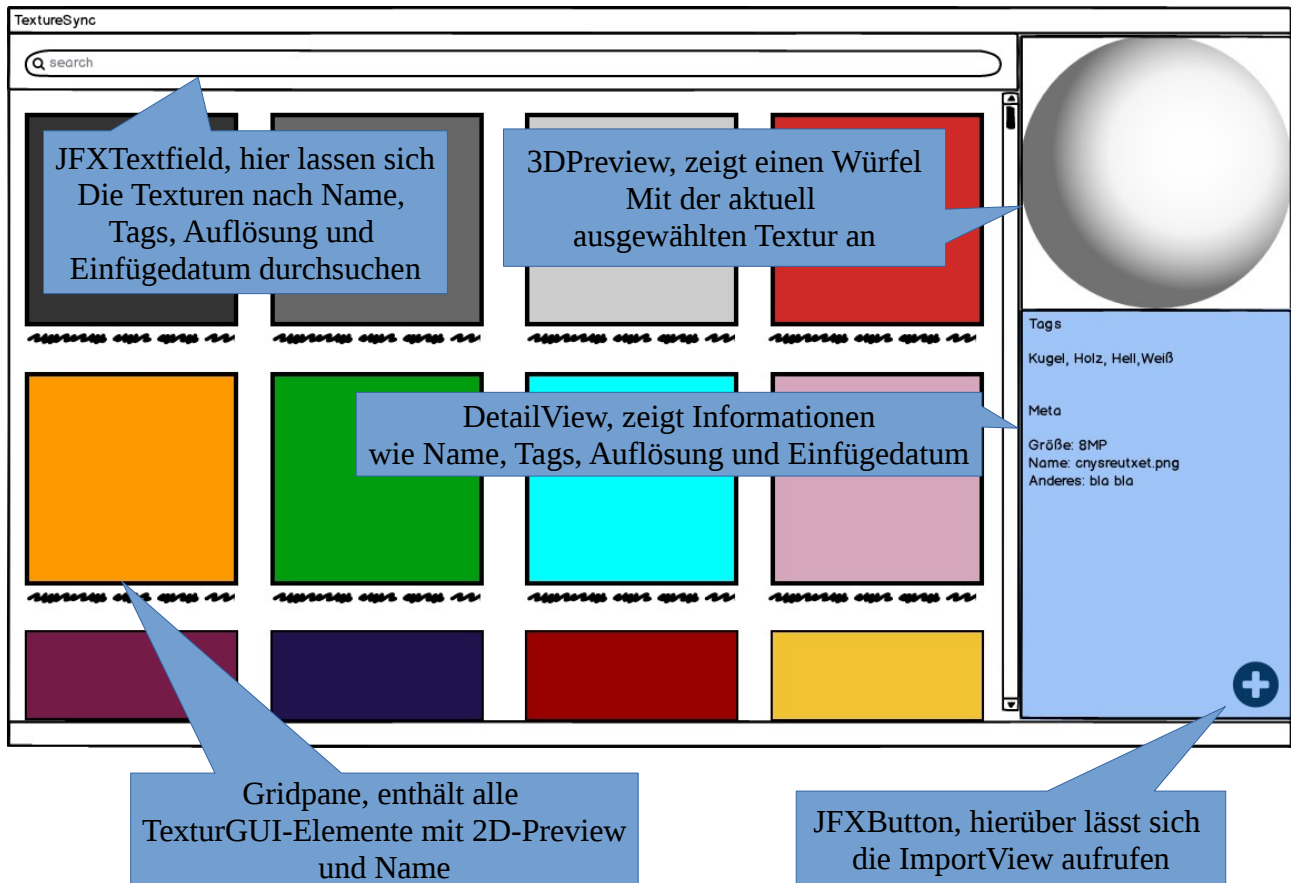 TextureSync
search
JFXTextfield, hier lassen sich
Die Texturen nach Name,
Tags, Auflösung und
Einfügedatum durchsuchen
3DPreview, zeigt einen Würfel
Mit der aktuell
ausgewählten Textur an
Tags
Kugel, Holz, Hell,Weiß
DetailView, zeigt Informationen
wie Name, Tags, Auflösung und Einfügedatum
Meta
Größe: 8MP
Name: cnysreutxet.png
Anderes: bla bla
Gridpane, enthält alle
TexturGUI-Elemente mit 2D-Preview
und Name
JFXButton, hierüber lässt sich
die ImportView aufrufen